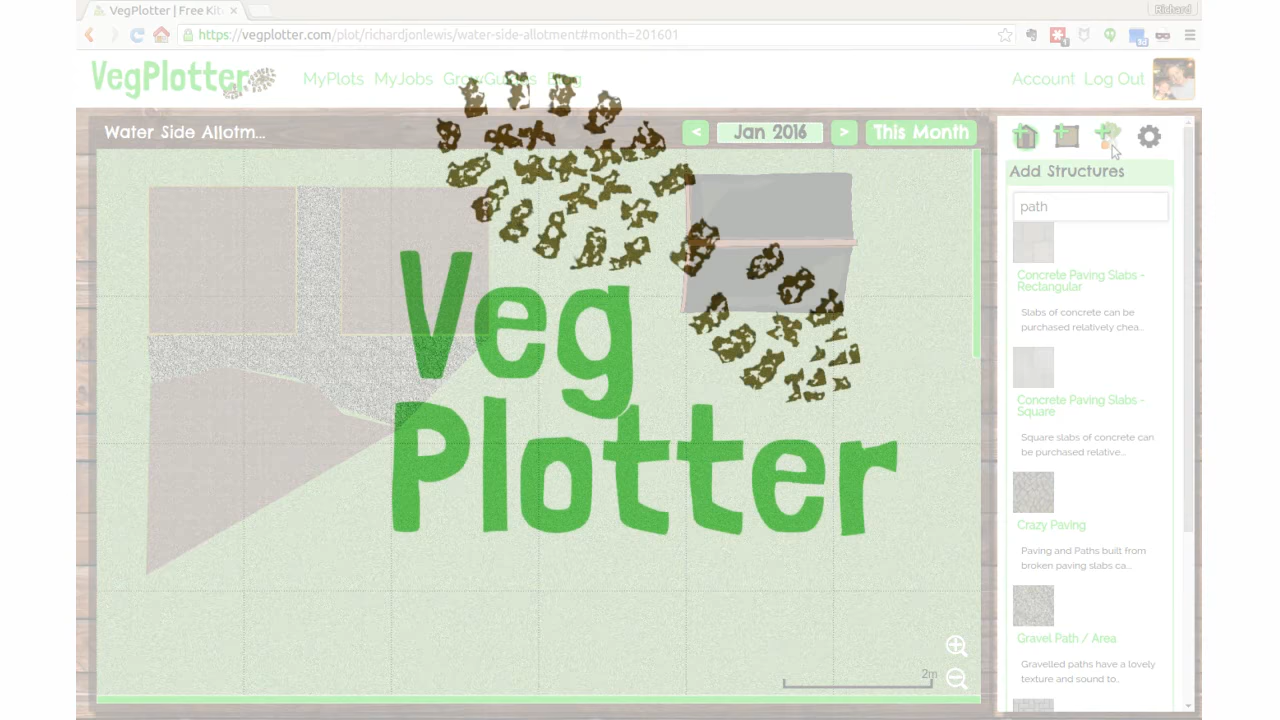 VegPlotter | Free Kit
Richard
https://vegplotter.com/plot/richardjonlewis/water-side-allotment#month=201601
VegPlotter
MyPlots MyJobs GrowGuides Blog
Account Log Out
Water Side Allotm...
< Jan 2016 > This Month
Add Structures
path
Concrete Paving Slabs -
Rectangular
Slabs of concrete can be
purchased relatively chea...
Concrete Paving Slabs -
Square
Square slabs of concrete can
be purchased relative...
Crazy Paving
Paving and Paths built from
broken paving slabs ca...
Gravel Path / Area
Gravelled paths have a lovely
texture and sound to..
2m
Veg
Plotter